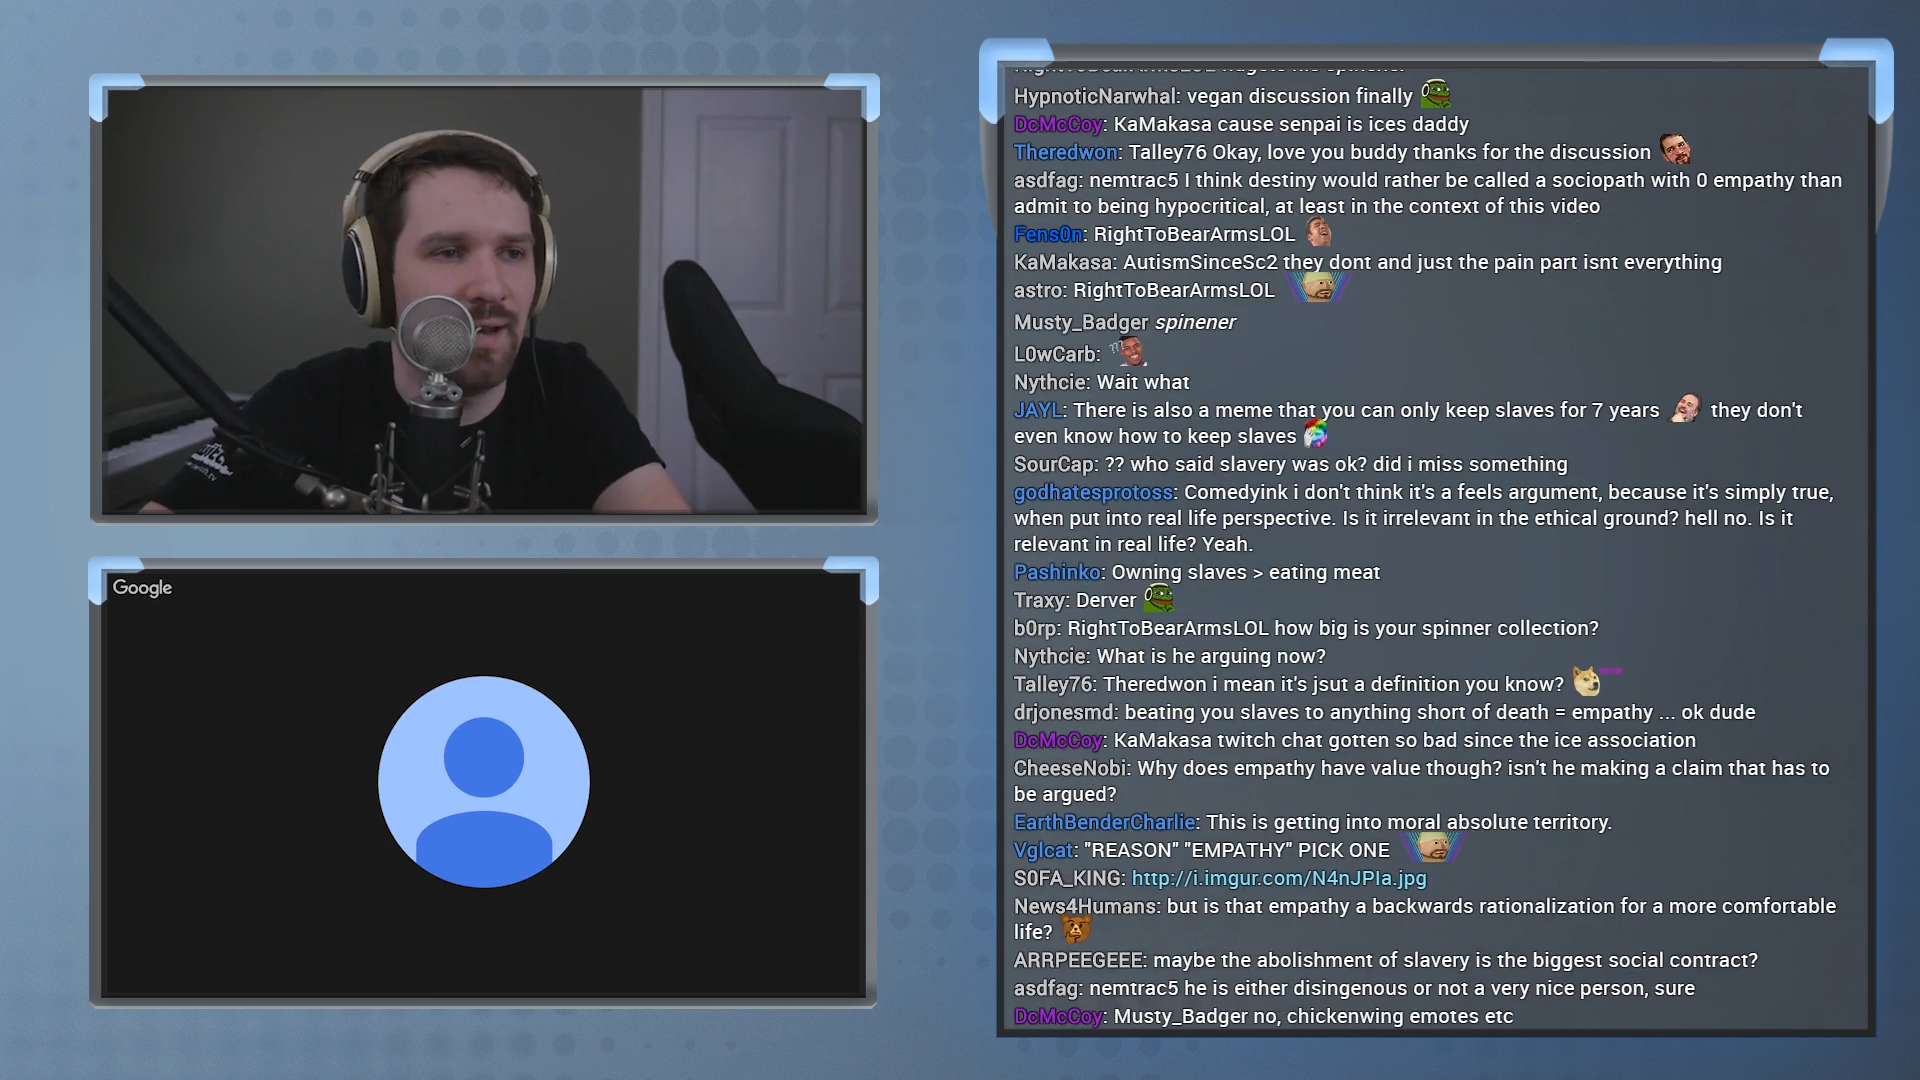 HypnoticNarwhal: vegan discussion finally
DcMcCoy: KaMakasa cause senpai is ices daddy
Theredwon: Talley76 Okay, love you buddy thanks for the discussion
asdfag: nemtrac5 I think destiny would rather be called a sociopath with 0 empathy than
admit to being hypocritical, at least in the context of this video
Fens0n: RightToBearArmsLOL
KaMakasa: AutismSinceSc2 they dont and just the pain part isnt everything
astro: RightToBearArmsLOL
Musty_Badger spinener
L0wCarb:
Nythcie: Wait what
JAYL: There is also a meme that you can only keep slaves for 7 years they don't
even know how to keep slaves
SourCap: ?? who said slavery was ok? did i miss something
godhatesprotoss: Comedyink i don't think it's a feels argument, because it's simply true,
when put into real life perspective. Is it irrelevant in the ethical ground? hell no. Is it
relevant in real life? Yeah.
Pashinko: Owning slaves > eating meat
Traxy: Derver
b0rp: RightToBearArmsLOL how big is your spinner collection?
Nythcie: What is he arguing now?
Talley76: Theredwon i mean it's jsut a definition you know?
drjonesmd: beating you slaves to anything short of death = empathy ... ok dude
DcMcCoy: KaMakasa twitch chat gotten so bad since the ice association
CheeseNobi: Why does empathy have value though? isn't he making a claim that has to
be argued?
EarthBenderCharlie: This is getting into moral absolute territory.
Vglcat: "REASON" "EMPATHY" PICK ONE
S0FA_KING: http://i.imgur.com/N4nJPIa.jpg
News4Humans: but is that empathy a backwards rationalization for a more comfortable
life?
ARRPEEGEEE: maybe the abolishment of slavery is the biggest social contract?
asdfag: nemtrac5 he is either disingenous or not a very nice person, sure
DcMcCoy: Musty_Badger no, chickenwing emotes etc
Google